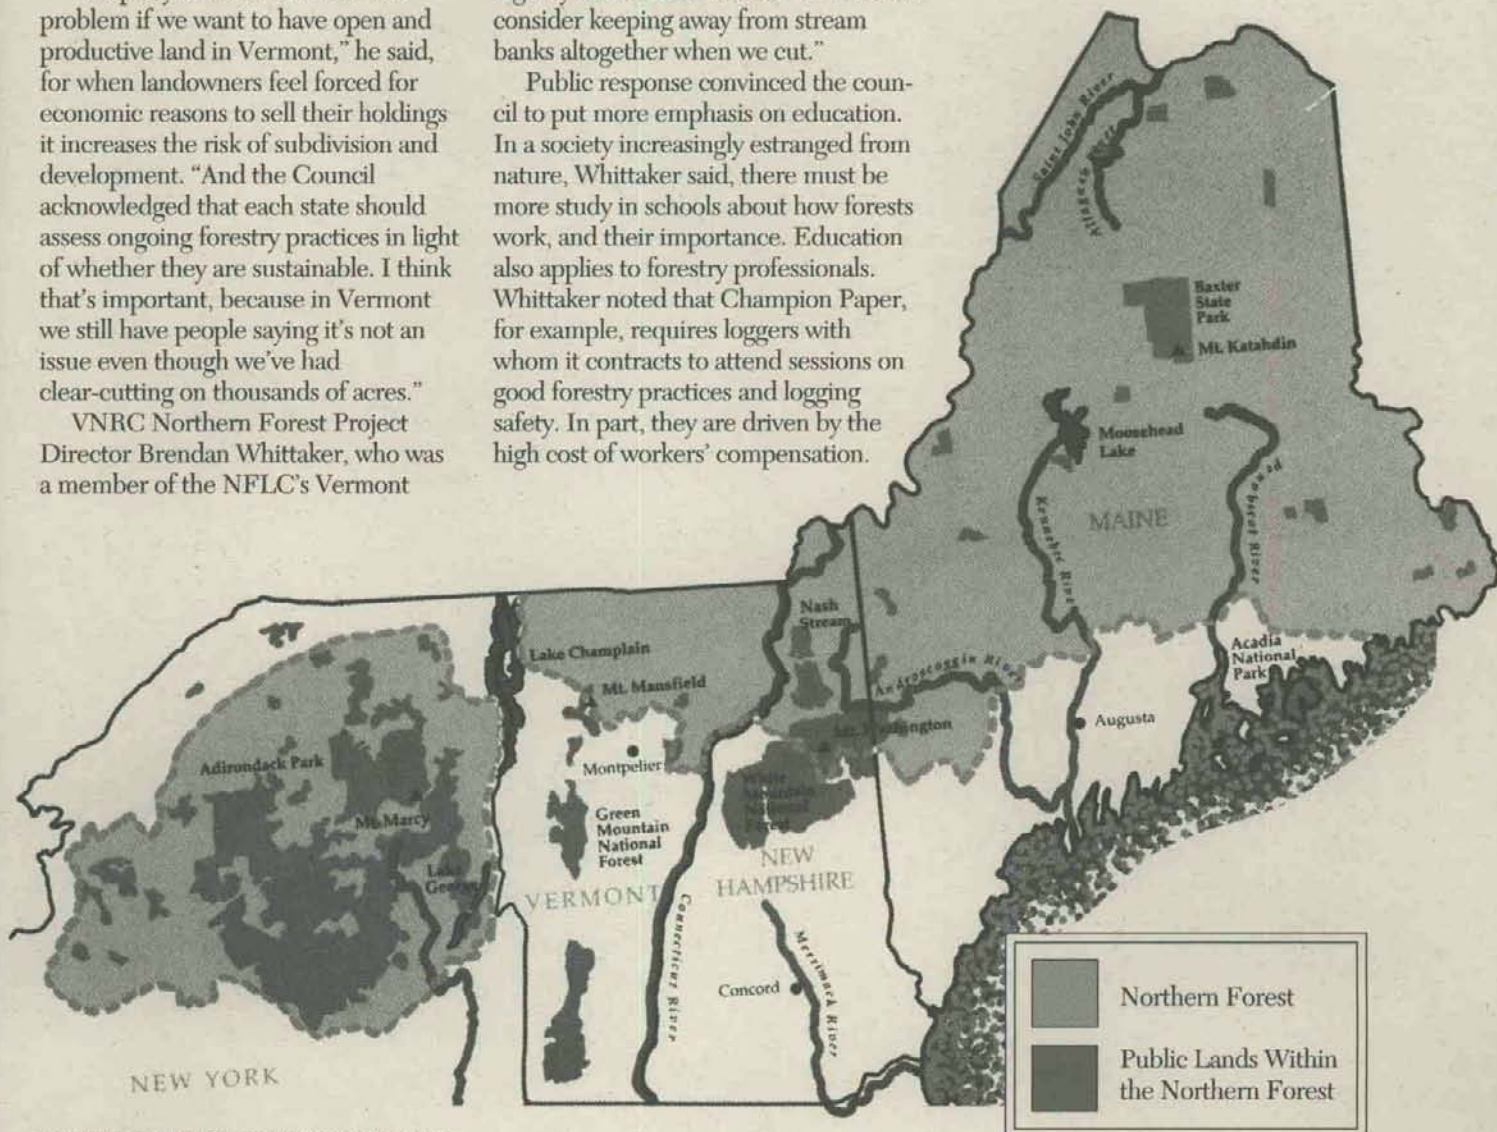 problem if we want to have open and
productive land in Vermont,” he said,
for when landowners feel forced for
economic reasons to sell their holdings
it increases the risk of subdivision and
development. “And the Council
acknowledged that each state should
assess ongoing forestry practices in light
of whether they are sustainable. I think
that's important, because in Vermont
we still have people saying it's not an
issue even though we've had
clear-cutting on thousands of acres.”
VNRC Northern Forest Project
Director Brendan Whittaker, who was
a member of the NFLC's Vermont
consider keeping away from stream
banks altogether when we cut.”
Public response convinced the coun-
cil to put more emphasis on education.
In a society increasingly estranged from
nature, Whittaker said, there must be
more study in schools about how forests
work, and their importance. Education
also applies to forestry professionals.
Whittaker noted that Champion Paper,
for example, requires loggers with
whom it contracts to attend sessions on
good forestry practices and logging
safety. In part, they are driven by the
high cost of workers' compensation.
Saint John River
Allagash River
Baxter
State
Park
Mt. Katahdin
Moosehead
Lake
MAINE
Kennebec River
Penobscot River
Nash
Stream
Lake Champlain
Mt. Mansfield
Androscoggin River
Acadia
National
Park
Mt. Washington
Augusta
Adirondack Park
Montpelier
White
Mountain
National
Forest
Mt. Marcy
Green
Mountain
National
Forest
Lake
George
NEW
HAMPSHIRE
VERMONT
Connecticut River
Merrimack River
Concord
NEW YORK
Northern Forest
Public Lands Within
the Northern Forest